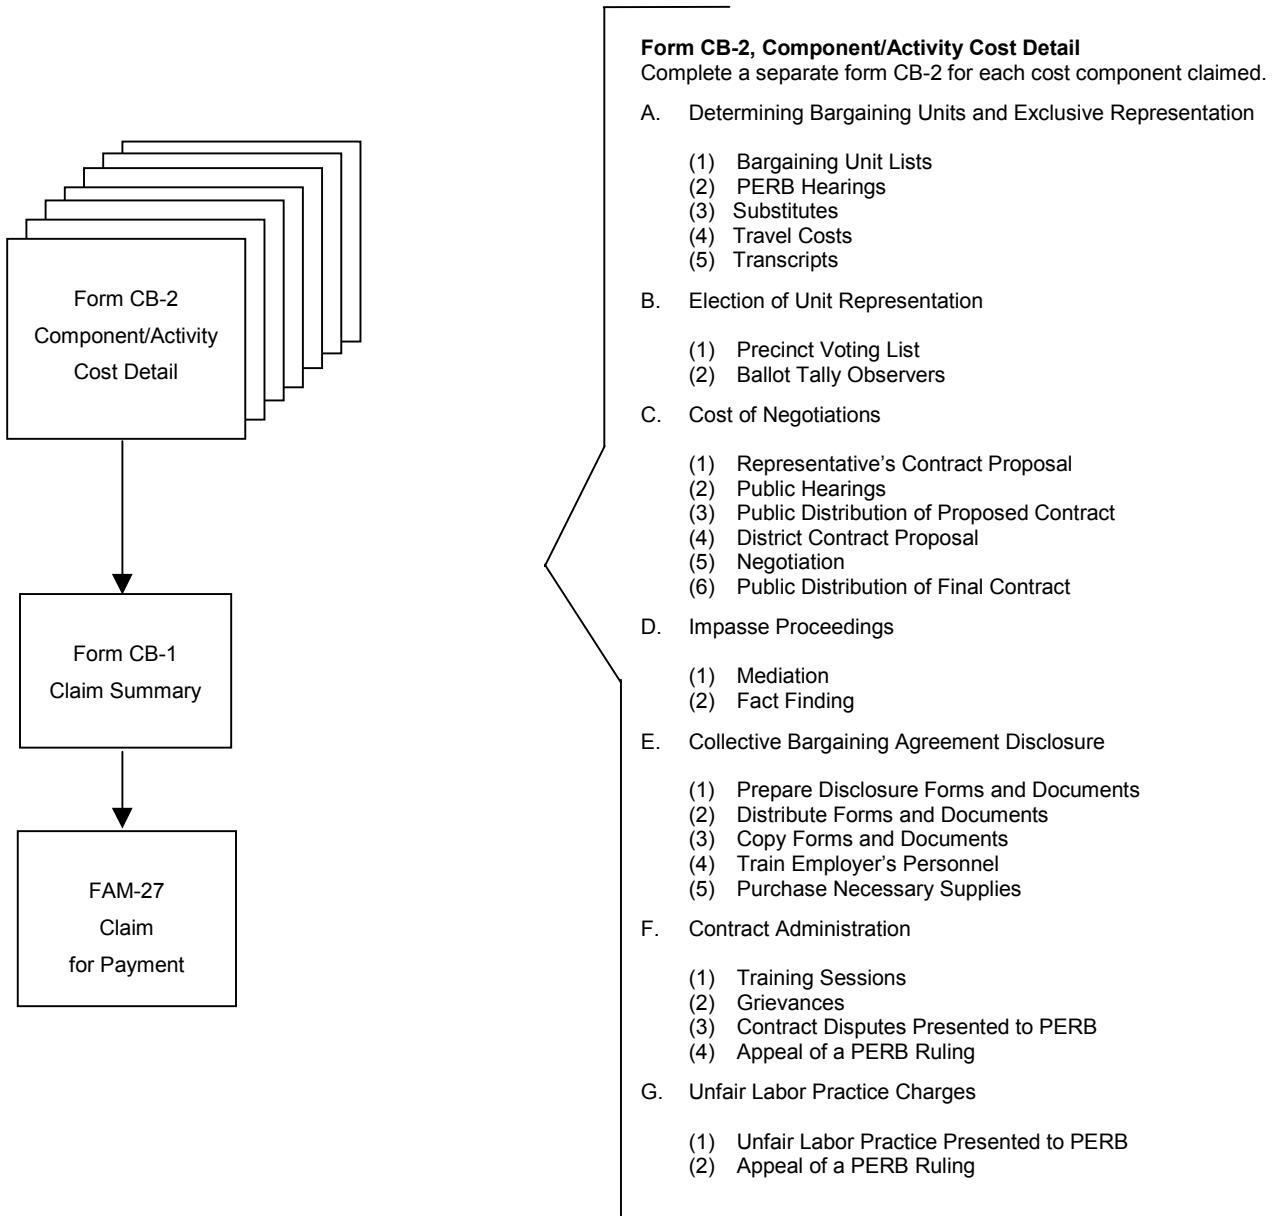 Form CB-2
Component/Activity
Cost Detail
Form CB-1
Claim Summary
FAM-27
Claim
for Payment
Form CB-2, Component/Activity Cost Detail
Complete a separate form CB-2 for each cost component claimed.
A. Determining Bargaining Units and Exclusive Representation
(1) Bargaining Unit Lists
(2) PERB Hearings
(3) Substitutes
(4) Travel Costs
(5) Transcripts
B. Election of Unit Representation
(1) Precinct Voting List
(2) Ballot Tally Observers
C. Cost of Negotiations
(1) Representative's Contract Proposal
(2) Public Hearings
(3) Public Distribution of Proposed Contract
(4) District Contract Proposal
(5) Negotiation
(6) Public Distribution of Final Contract
D. Impasse Proceedings
(1) Mediation
(2) Fact Finding
E. Collective Bargaining Agreement Disclosure
(1) Prepare Disclosure Forms and Documents
(2) Distribute Forms and Documents
(3) Copy Forms and Documents
(4) Train Employer's Personnel
(5) Purchase Necessary Supplies
F. Contract Administration
(1) Training Sessions
(2) Grievances
(3) Contract Disputes Presented to PERB
(4) Appeal of a PERB Ruling
G. Unfair Labor Practice Charges
(1) Unfair Labor Practice Presented to PERB
(2) Appeal of a PERB Ruling